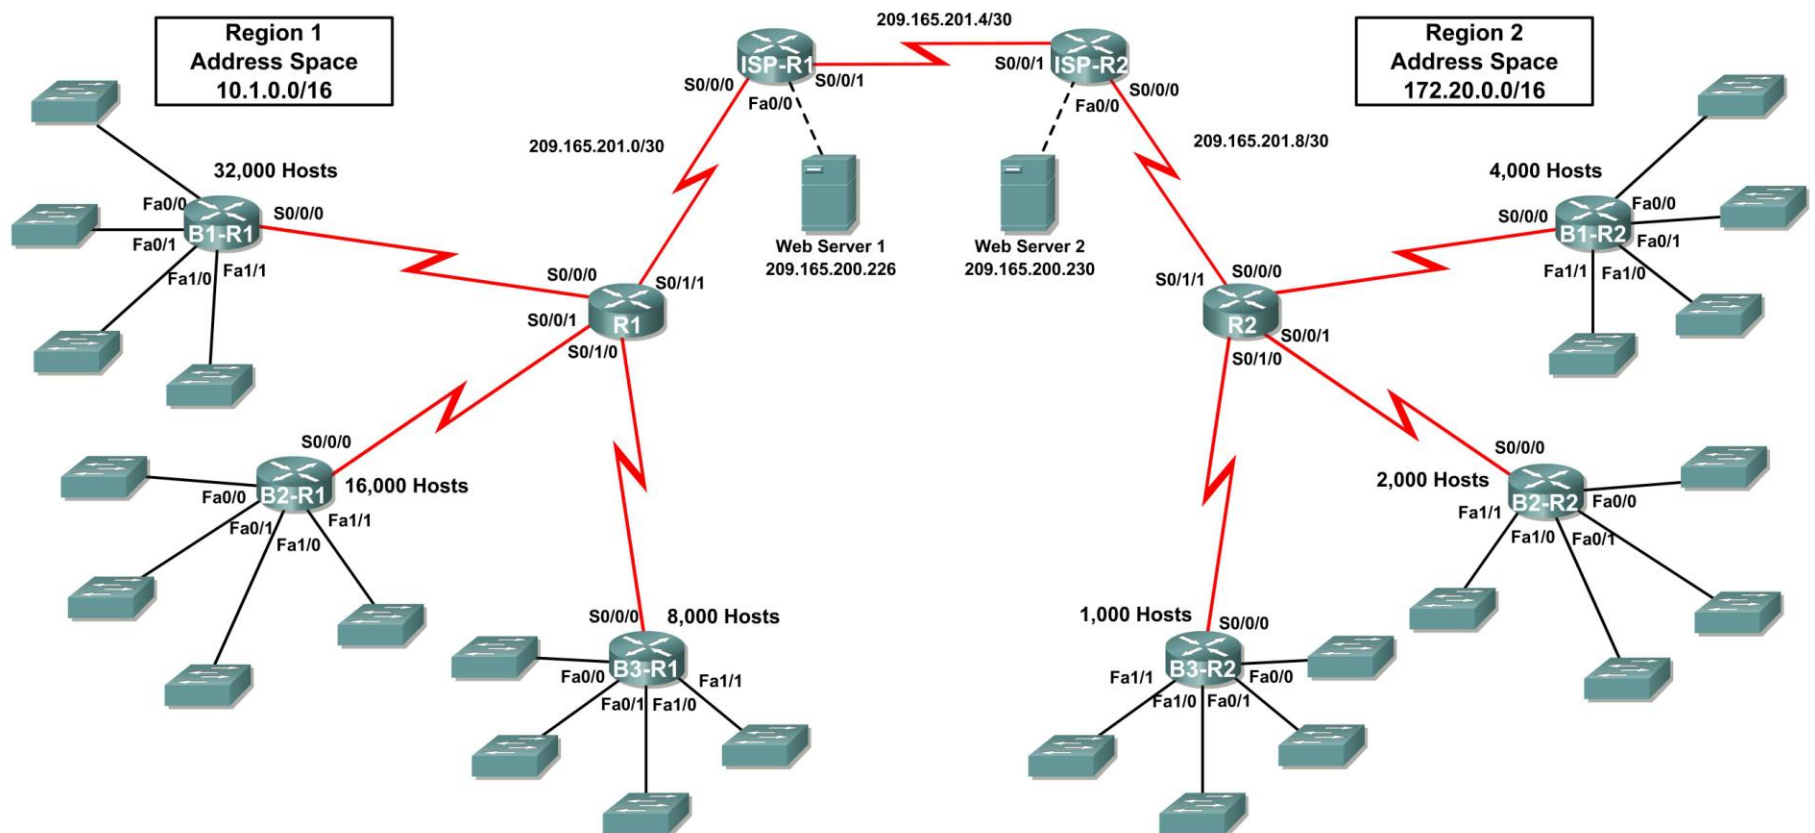 Region 1
Address Space
10.1.0.0/16
209.165.201.4/30
Region 2
Address Space
172.20.0.0/16
ISP-R1
S0/0/1
S0/0/0
Fa0/0
S0/0/1
ISP-R2
S0/0/0
Fa0/0
209.165.201.0/30
209.165.201.8/30
Web Server 1
209.165.200.226
Web Server 2
209.165.200.230
32,000 Hosts
Fa0/0
S0/0/0
B1-R1
Fa0/1
Fa1/0
Fa1/1
4,000 Hosts
S0/0/0
Fa0/0
B1-R2
Fa0/1
Fa1/1
Fa1/0
S0/0/0
S0/1/1
S0/0/1
R1
S0/1/0
S0/1/1
S0/0/0
R2
S0/0/1
S0/1/0
S0/0/0
16,000 Hosts
B2-R1
Fa0/0
Fa0/1
Fa1/0
Fa1/1
S0/0/0
2,000 Hosts
B2-R2
Fa0/0
Fa1/1
Fa1/0
Fa0/1
S0/0/0
8,000 Hosts
B3-R1
Fa0/0
Fa1/1
Fa0/1
Fa1/0
1,000 Hosts
S0/0/0
B3-R2
Fa1/1
Fa0/0
Fa1/0
Fa0/1